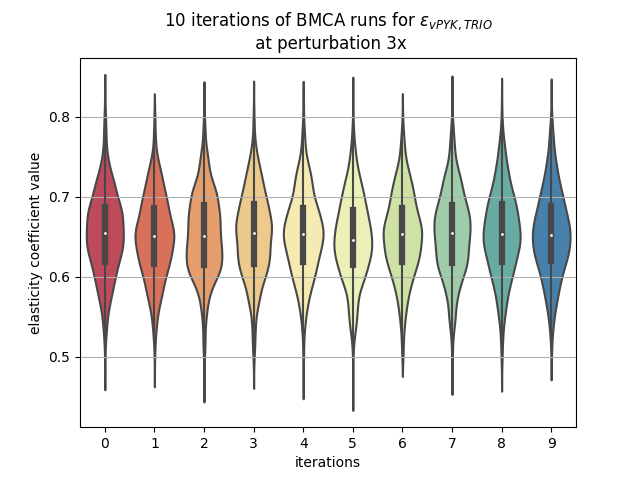 10 iterations of BMCA runs for ε_{vPYK, TRIO}
at perturbation 3x
elasticity coefficient value
0.8
0.7
0.6
0.5
0 1 2 3 4 5 6 7 8 9
iterations